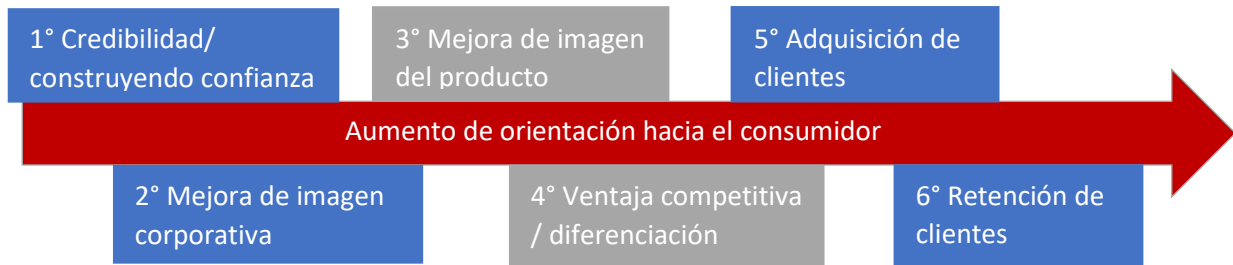 1° Credibilidad/
construyendo confianza
3° Mejora de imagen
del producto
5° Adquisición de
clientes
Aumento de orientación hacia el consumidor
2° Mejora de imagen
corporativa
4° Ventaja competitiva
/ diferenciación
6° Retención de
clientes